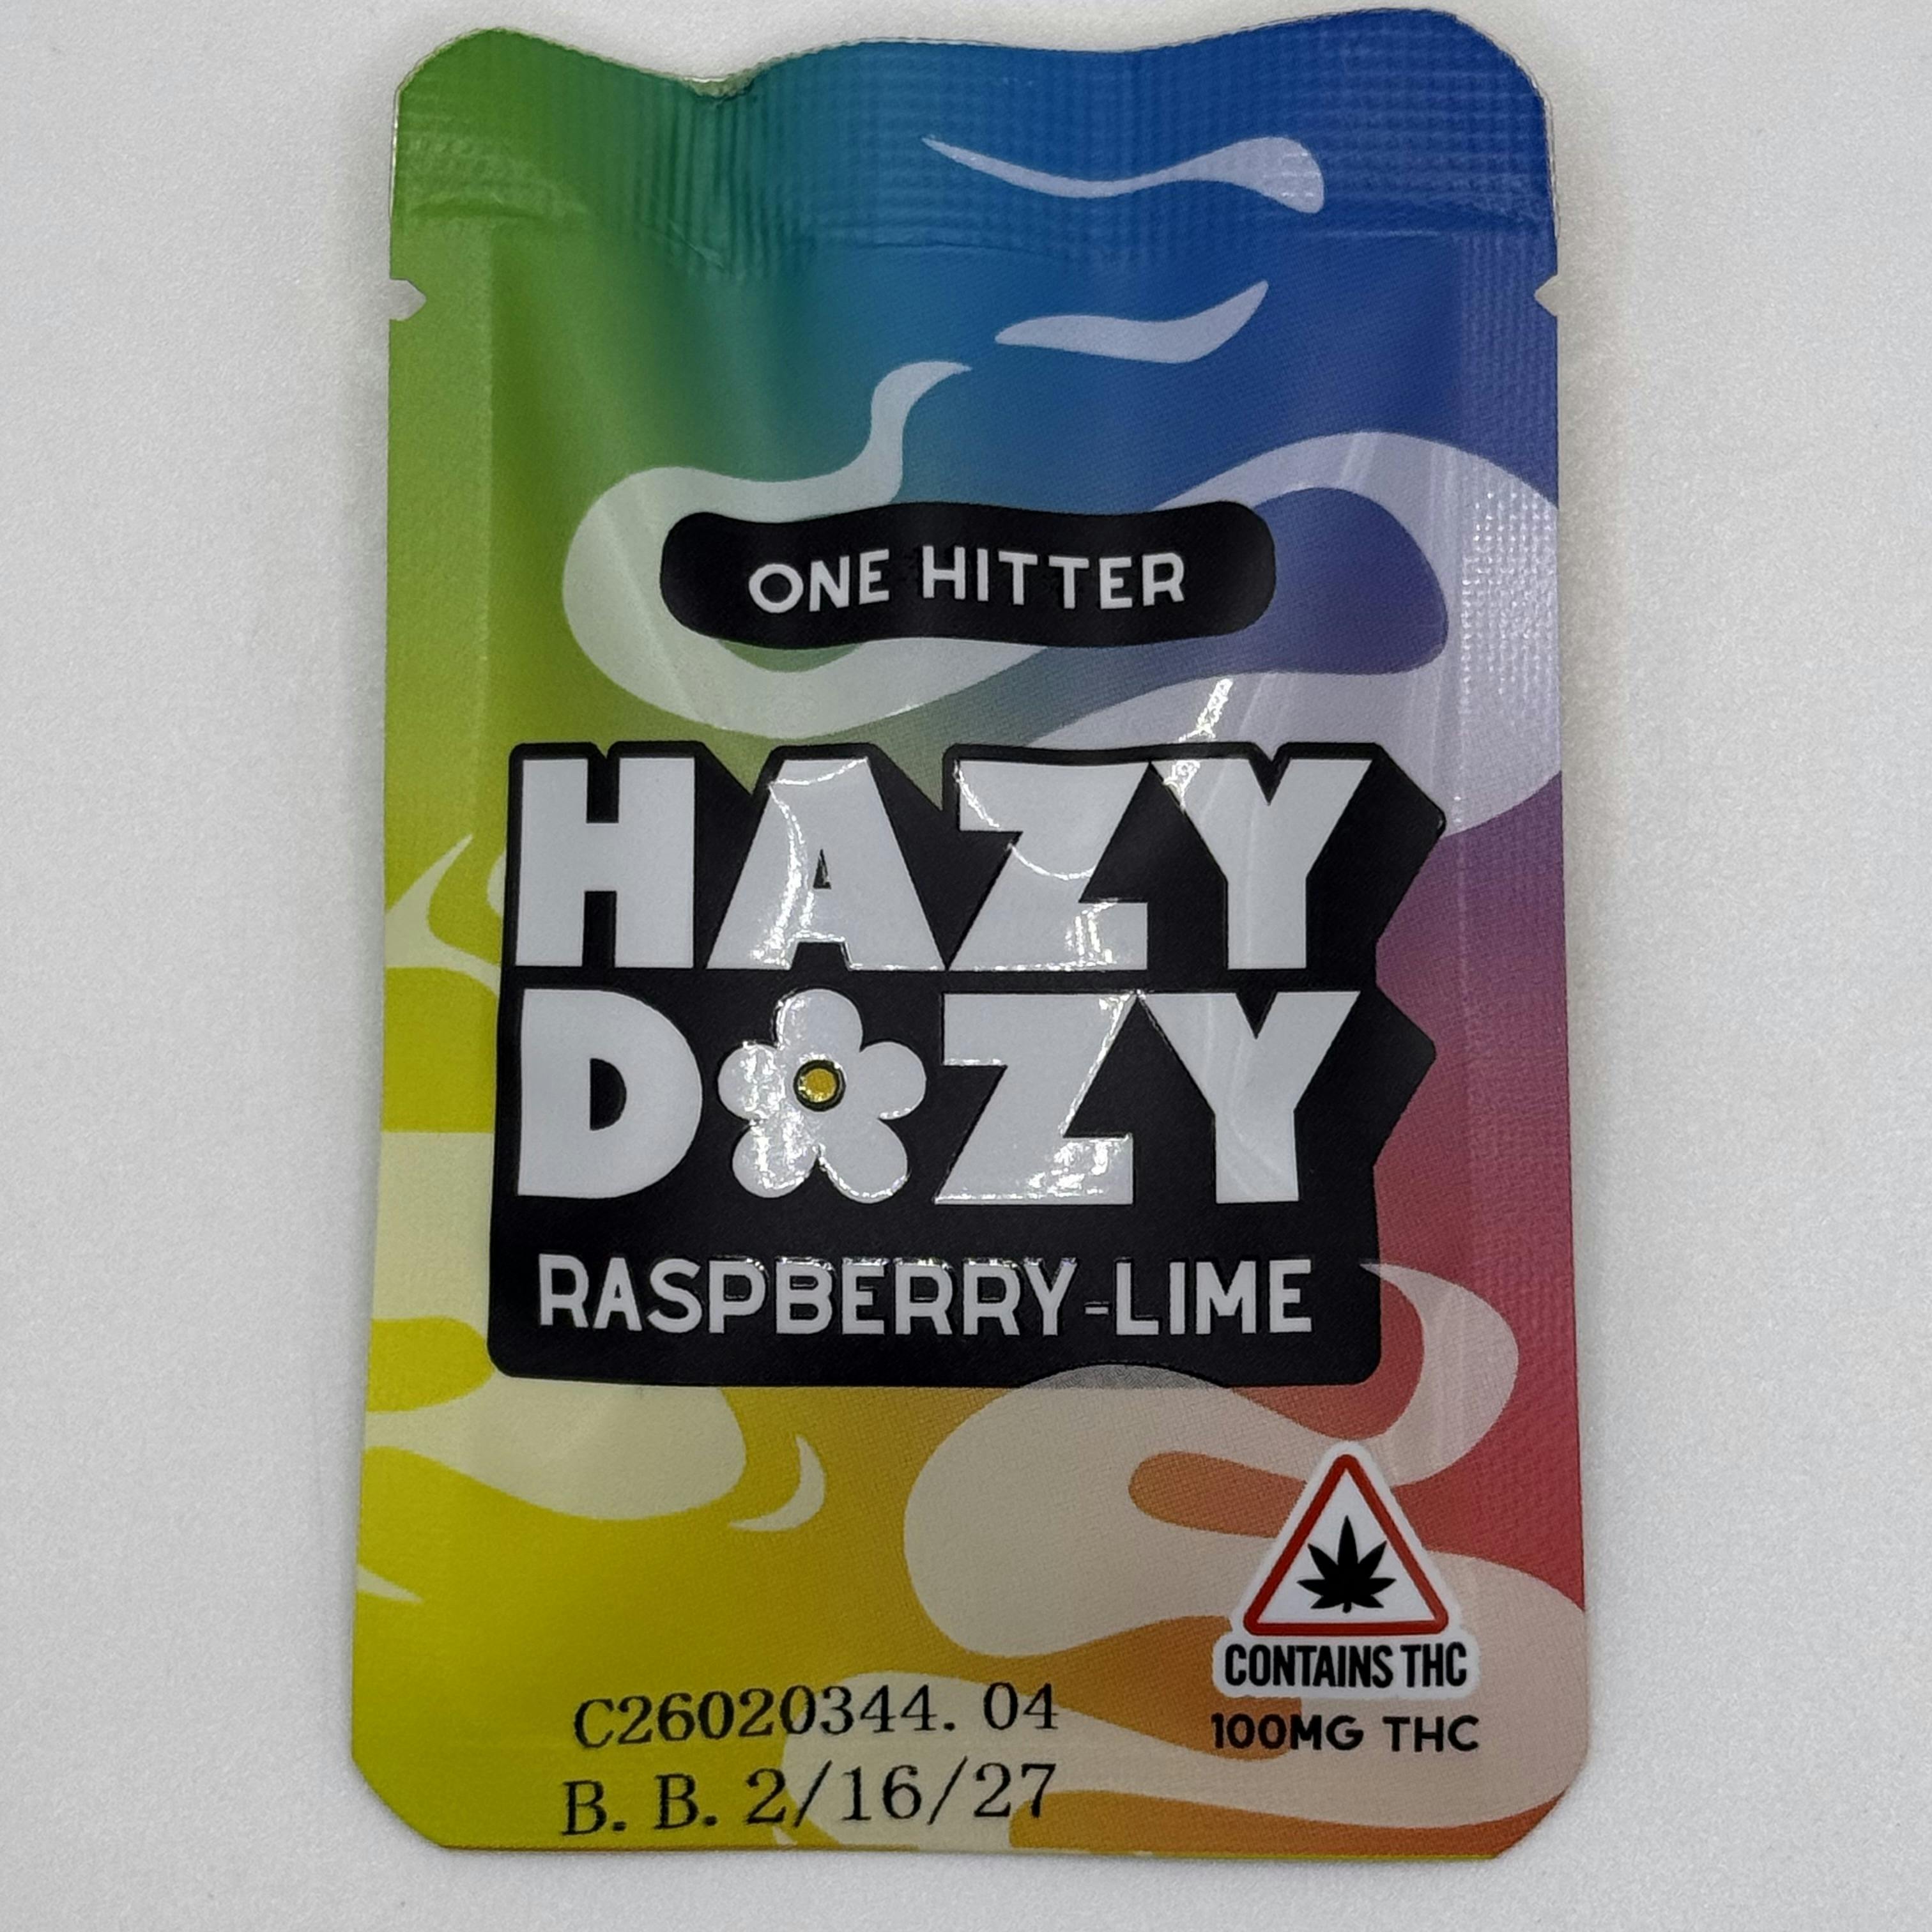 ONE HITTER
HAZY
DOZY
RASPBERRY-LIME
CONTAINS THC
100MG THC
C26020344.04
B.B. 2/16/27